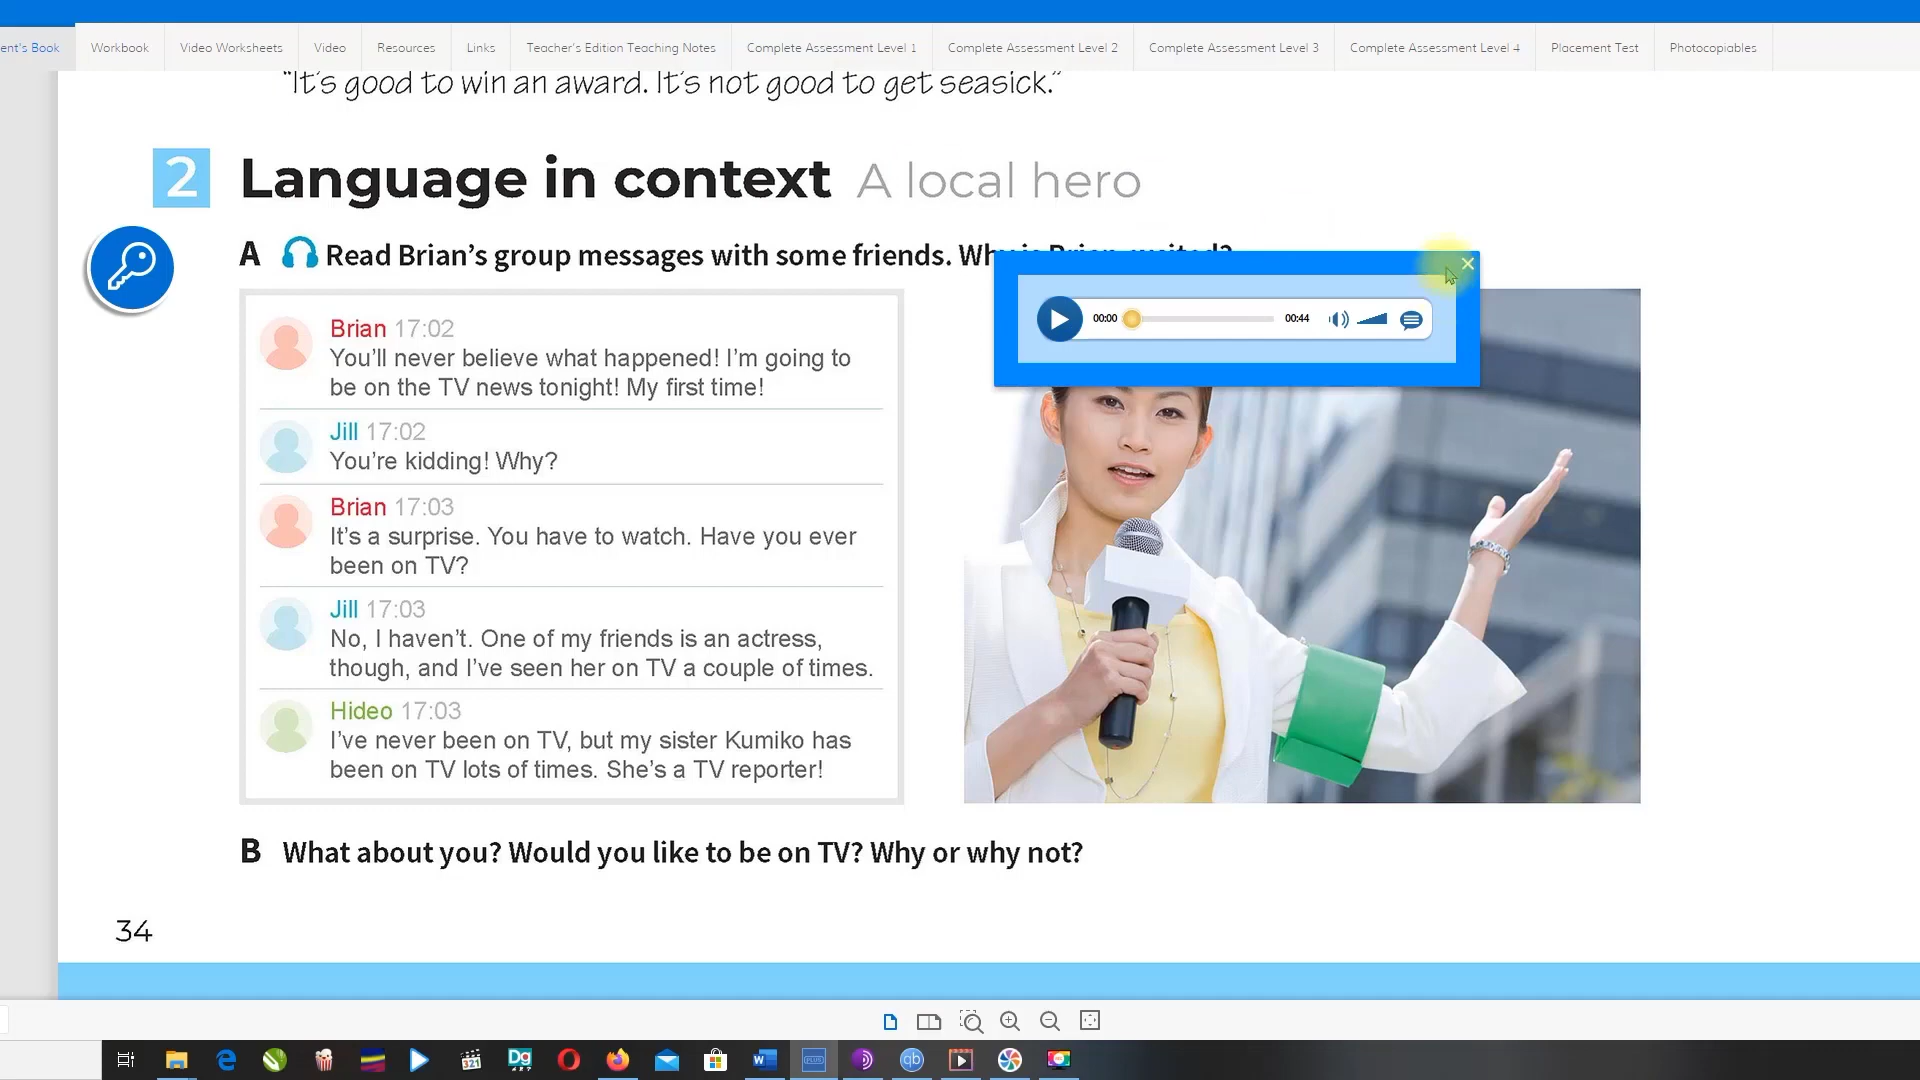 ent's Book
Workbook
Video Worksheets
Video
Resources
Links
Teacher's Edition Teaching Notes
Complete Assessment Level 1
Complete Assessment Level 2
Complete Assessment Level 3
Complete Assessment Level 4
Placement Test
Photocopiables
"It's good to win an award. It's not good to get seasick."
2 Language in context A local hero
A Read Brian's group messages with some friends.
Brian 17:02
You'll never believe what happened! I'm going to
be on the TV news tonight! My first time!
Jill 17:02
You're kidding! Why?
Brian 17:03
It's a surprise. You have to watch. Have you ever
been on TV?
Jill 17:03
No, I haven't. One of my friends is an actress,
though, and I've seen her on TV a couple of times.
Hideo 17:03
I've never been on TV, but my sister Kumiko has
been on TV lots of times. She's a TV reporter!
00:00
00:44
B What about you? Would you like to be on TV? Why or why not?
34
321
Dg
PLUS
qb